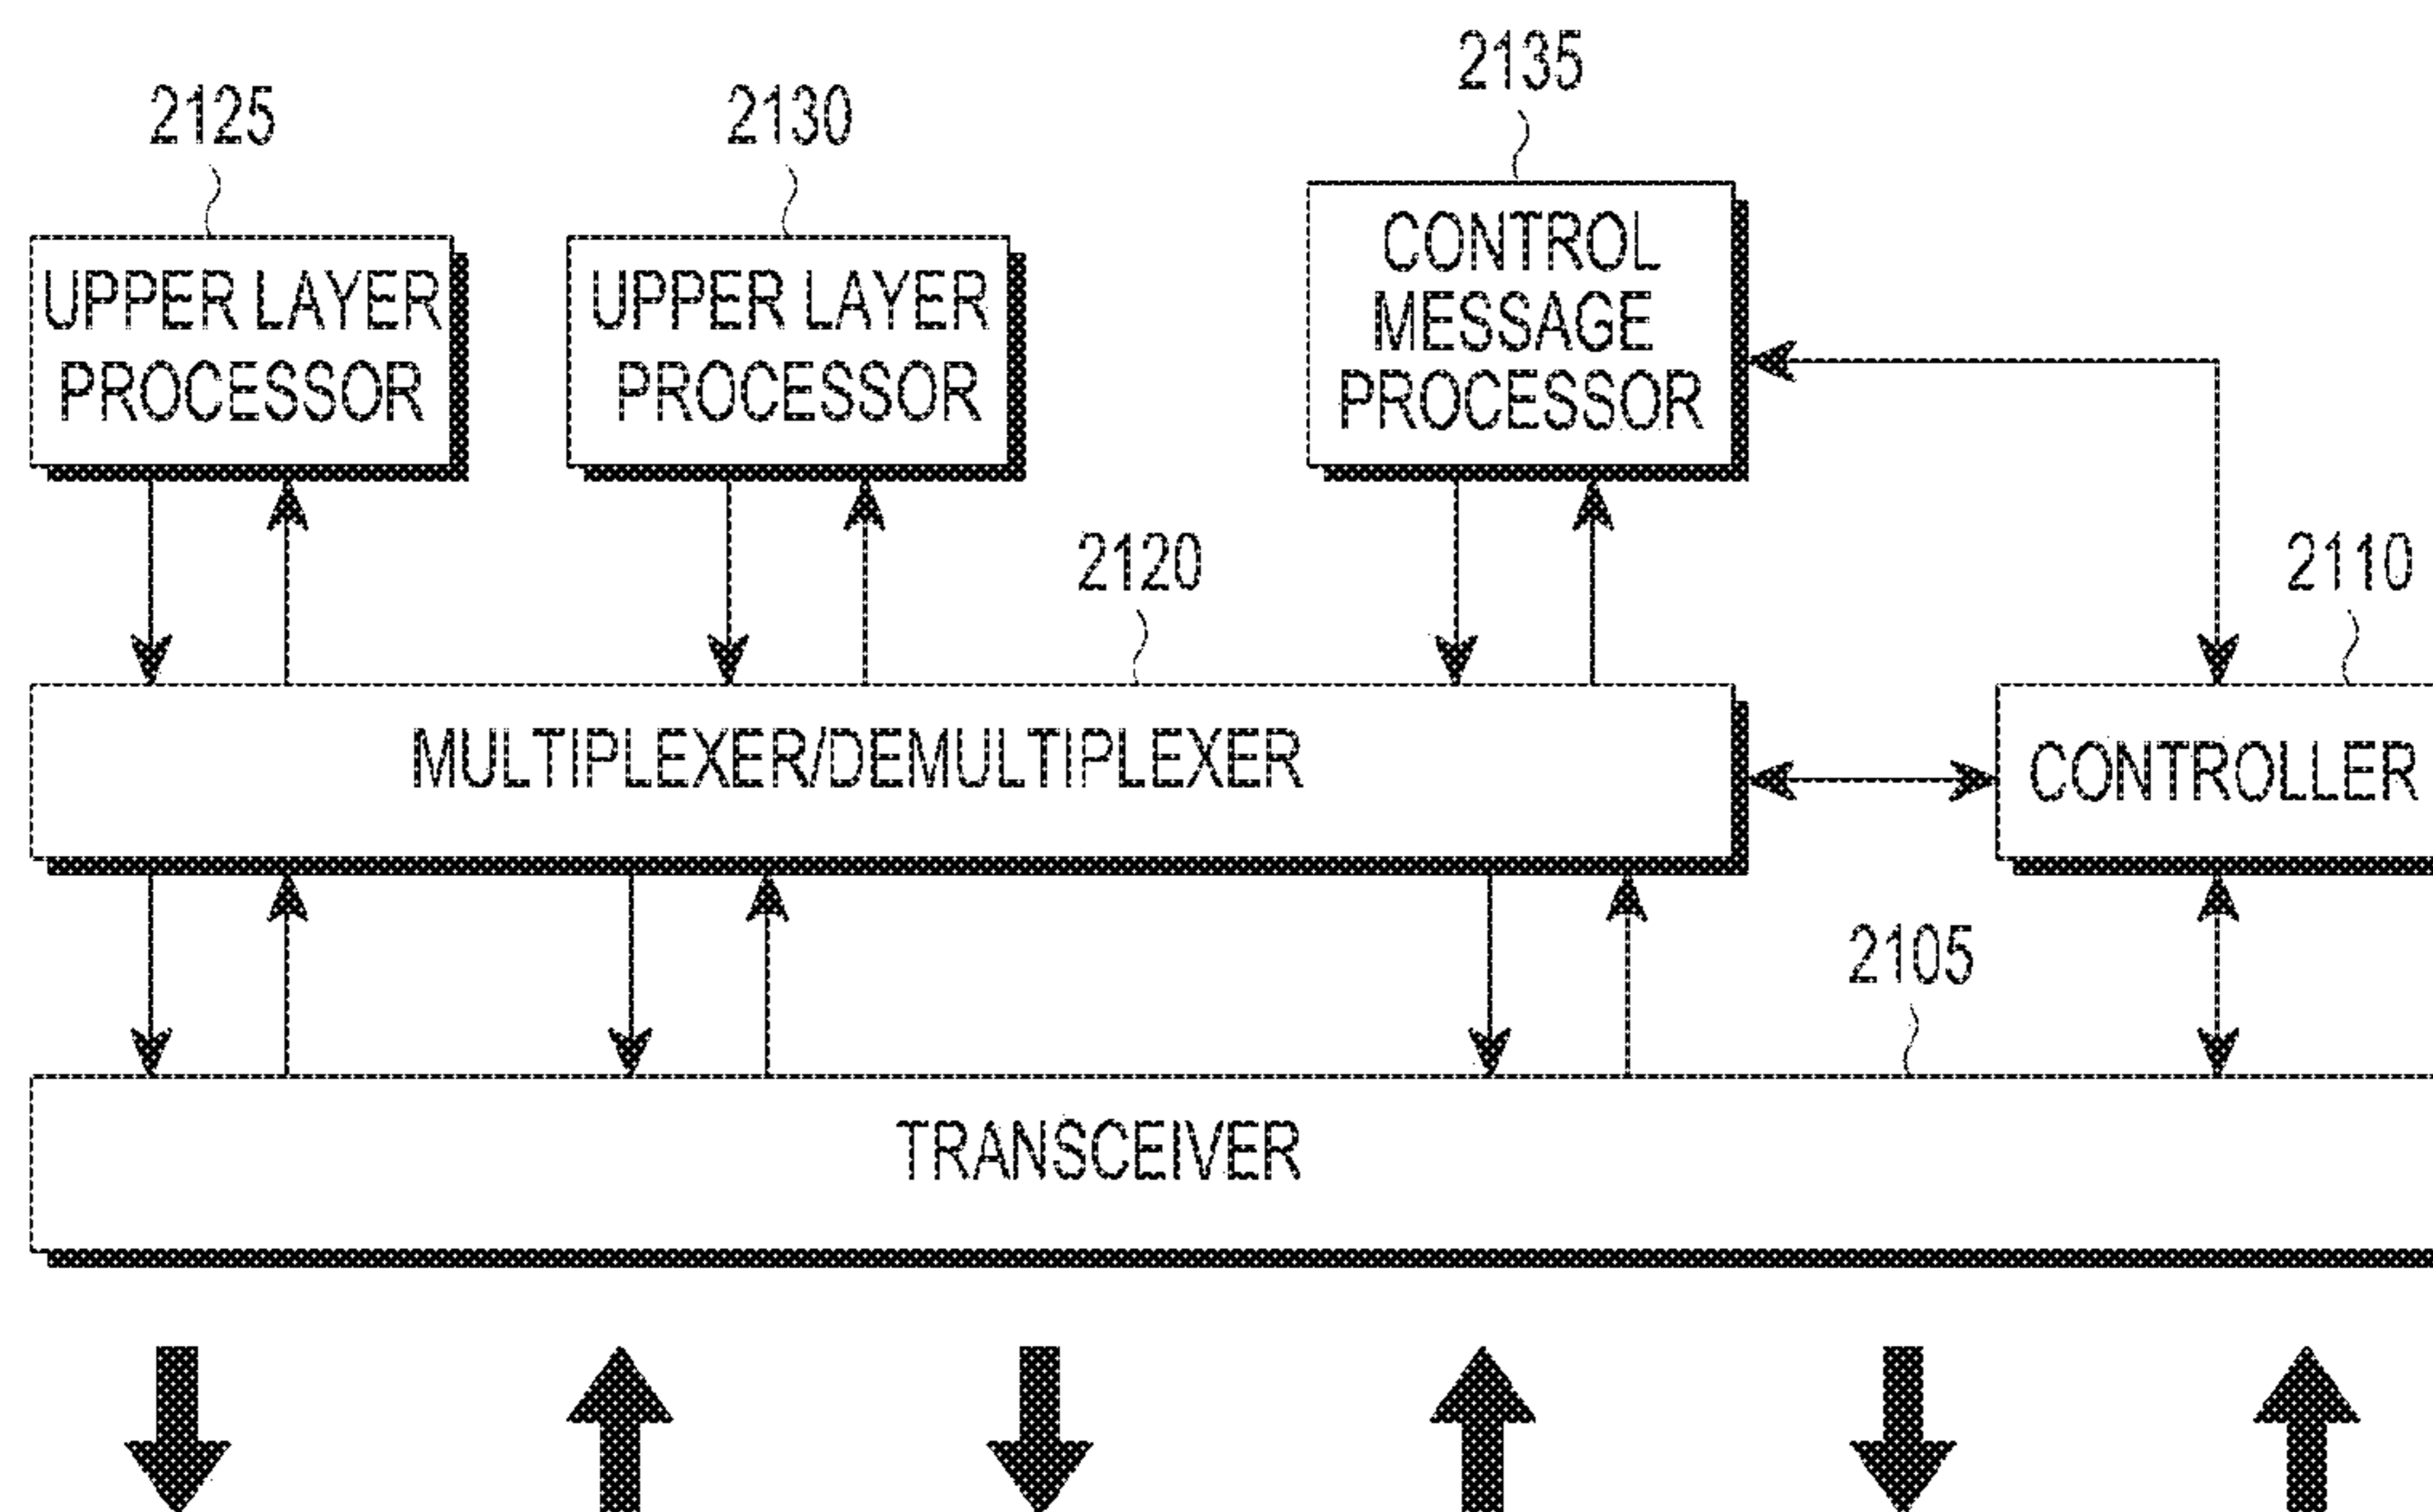 2135
2125
2130
CONTROL
MESSAGE
PROCESSOR
UPPER LAYER
PROCESSOR
UPPER LAYER
PROCESSOR
2120
2110
MULTIPLEXER/DEMULTIPLEXER
CONTROLLER
2105
TRANSCEIVER